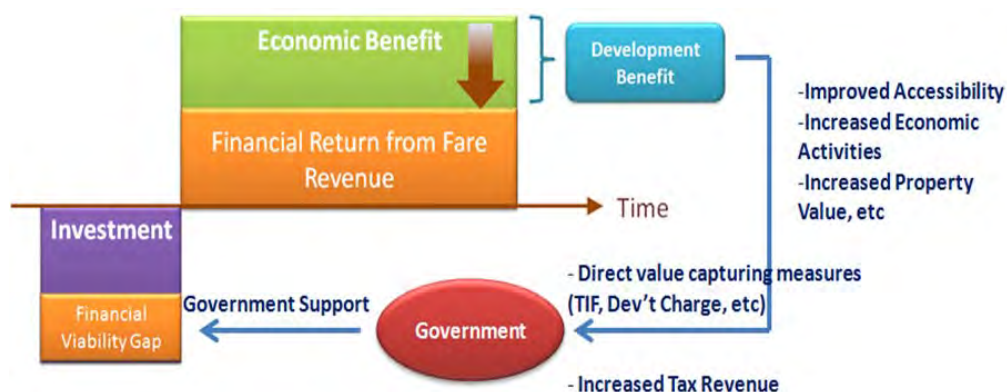 Economic Benefit
Development
Benefit
Financial Return from Fare
Revenue
-Improved Accessibility
-Increased Economic
Activities
-Increased Property
Value, etc
Time
Investment
Financial
Viability Gap
Government Support
Government
- Direct value capturing measures
(TIF, Dev't Charge, etc)
- Increased Tax Revenue